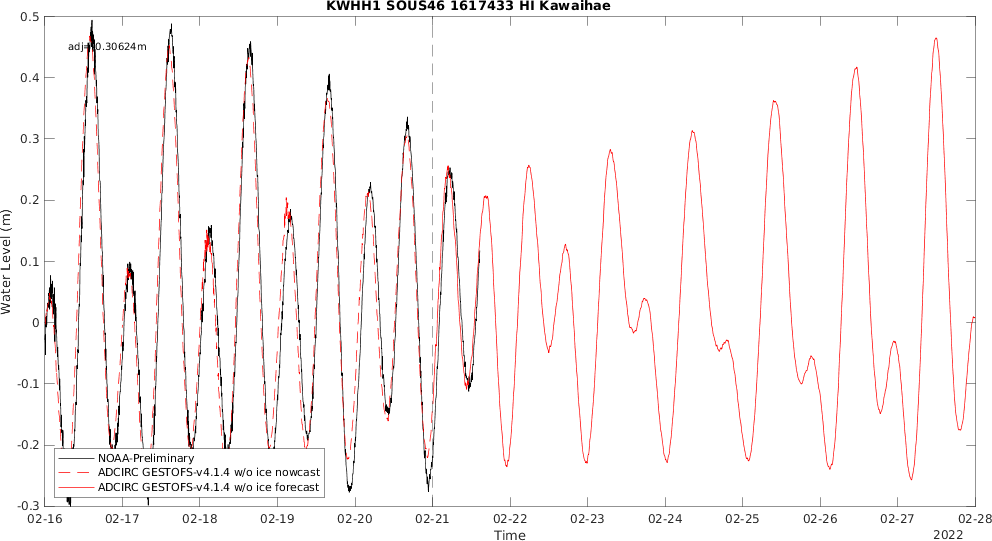 KWHH1 SOUS46 1617433 HI Kawaihae
0.5
0.4
0.3
0.2
0.1
0
-0.1
-0.2
-0.3
Water Level (m)
adj= 0.30624m
NOAA-Preliminary
ADCIRC GESTOFS-v4.1.4 w/o ice nowcast
ADCIRC GESTOFS-v4.1.4 w/o ice forecast
02-16 02-17 02-18 02-19 02-20 02-21 02-22 02-23 02-24 02-25 02-26 02-27 02-28
Time
2022